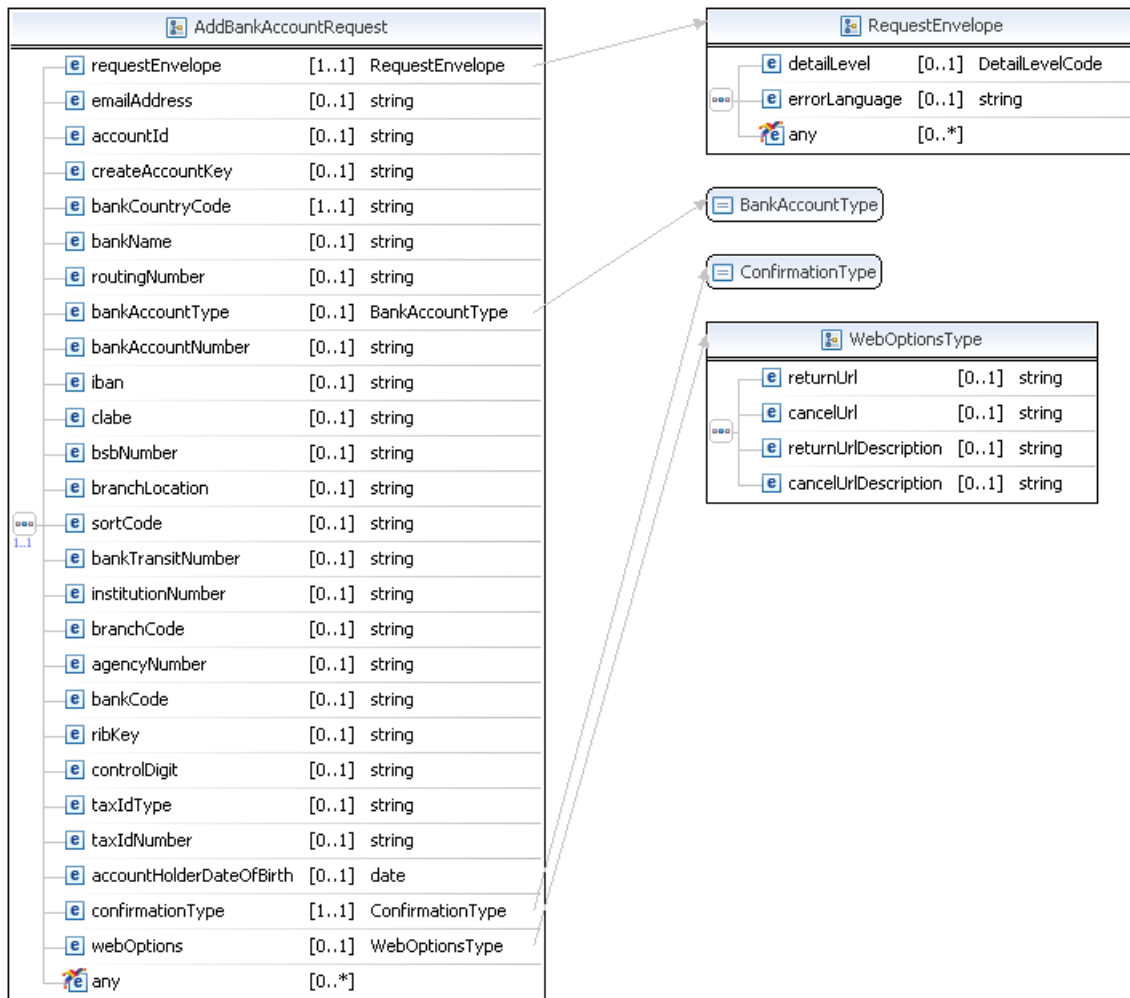 AddBankAccountRequest
requestEnvelope [1..1] RequestEnvelope
emailAddress [0..1] string
accountId [0..1] string
createAccountKey [0..1] string
bankCountryCode [1..1] string
bankName [0..1] string
routingNumber [0..1] string
bankAccountType [0..1] BankAccountType
bankAccountNumber [0..1] string
iban [0..1] string
clabe [0..1] string
bsbNumber [0..1] string
branchLocation [0..1] string
sortCode [0..1] string
1..1
bankTransitNumber [0..1] string
institutionNumber [0..1] string
branchCode [0..1] string
agencyNumber [0..1] string
bankCode [0..1] string
ribKey [0..1] string
controlDigit [0..1] string
taxIdType [0..1] string
taxIdNumber [0..1] string
accountHolderDateOfBirth [0..1] date
confirmationType [1..1] ConfirmationType
webOptions [0..1] WebOptionsType
any [0..*]
RequestEnvelope
detailLevel [0..1] DetailLevelCode
errorLanguage [0..1] string
any [0..*]
BankAccountType
ConfirmationType
WebOptionsType
returnUrl [0..1] string
cancelUrl [0..1] string
returnUrlDescription [0..1] string
cancelUrlDescription [0..1] string